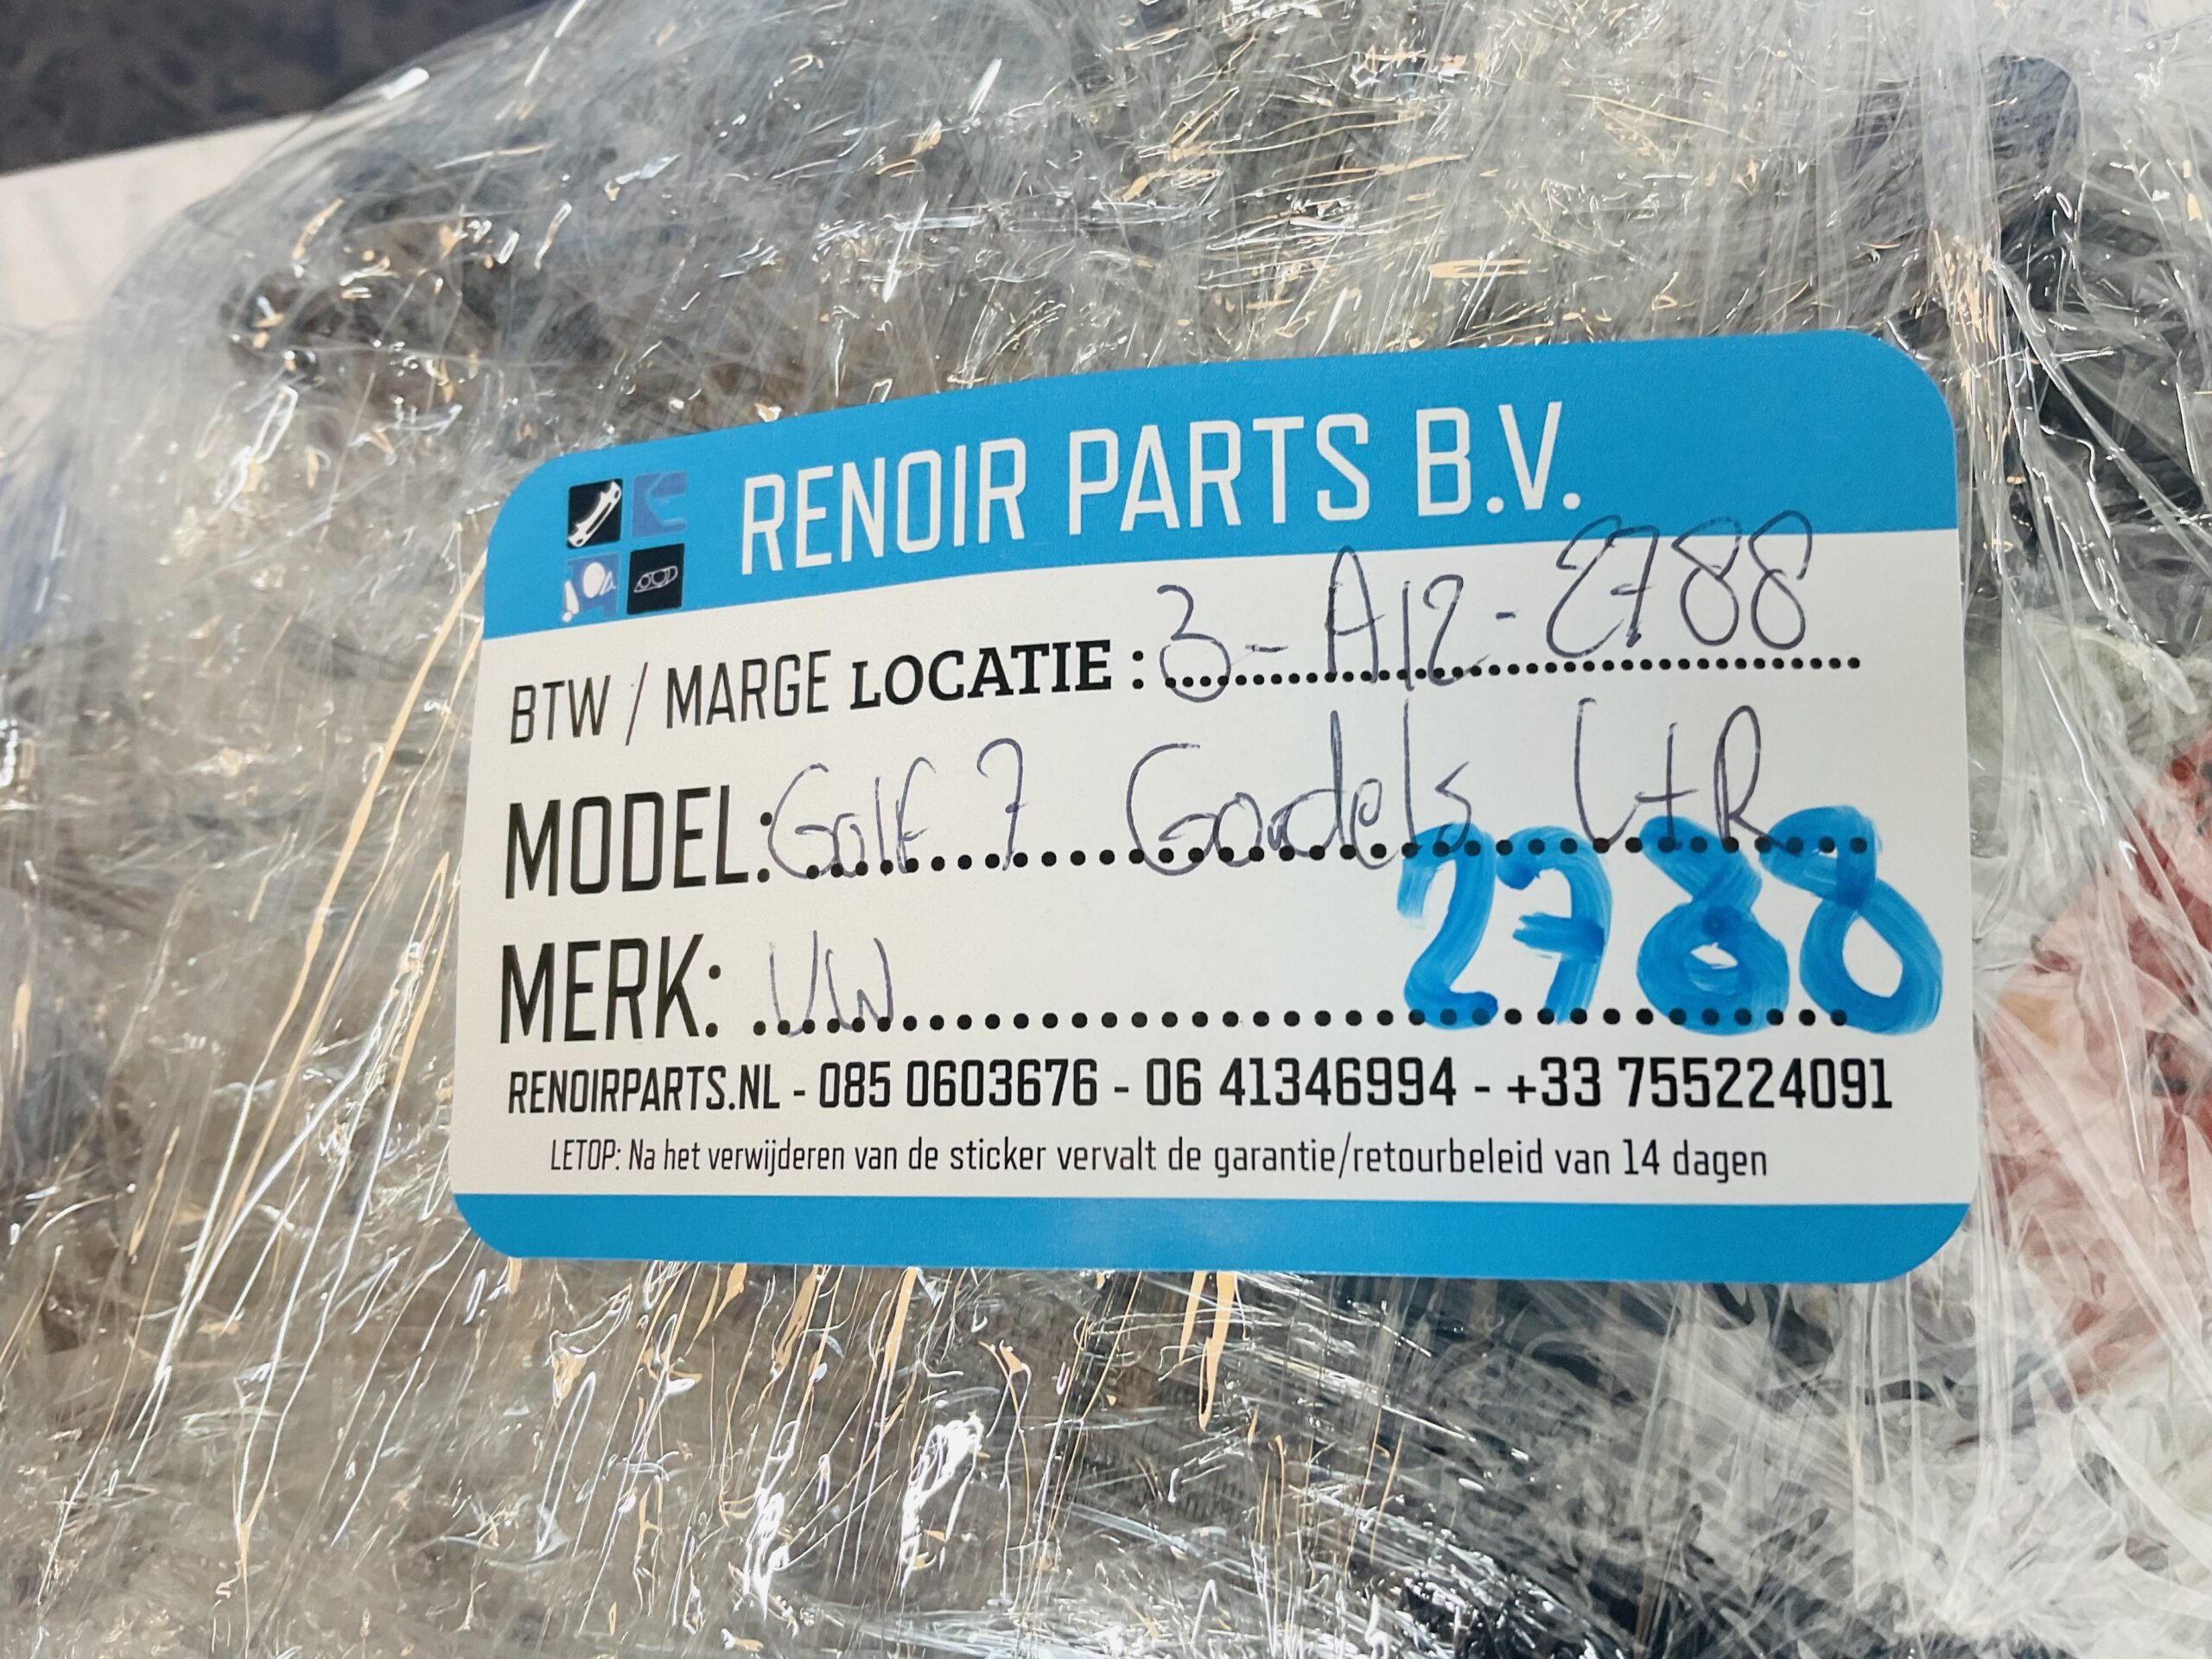 RENOIR PARTS B.V.
BTW / MARGE LOCATIE : 3-A12-2788
MODEL: Golf 7 Gordels L+R
2788
MERK: VW
RENOIRPARTS.NL - 085 0603676 - 06 41346994 - +33 755224091
LETOP: Na het verwijderen van de sticker vervalt de garantie/retourbeleid van 14 dagen